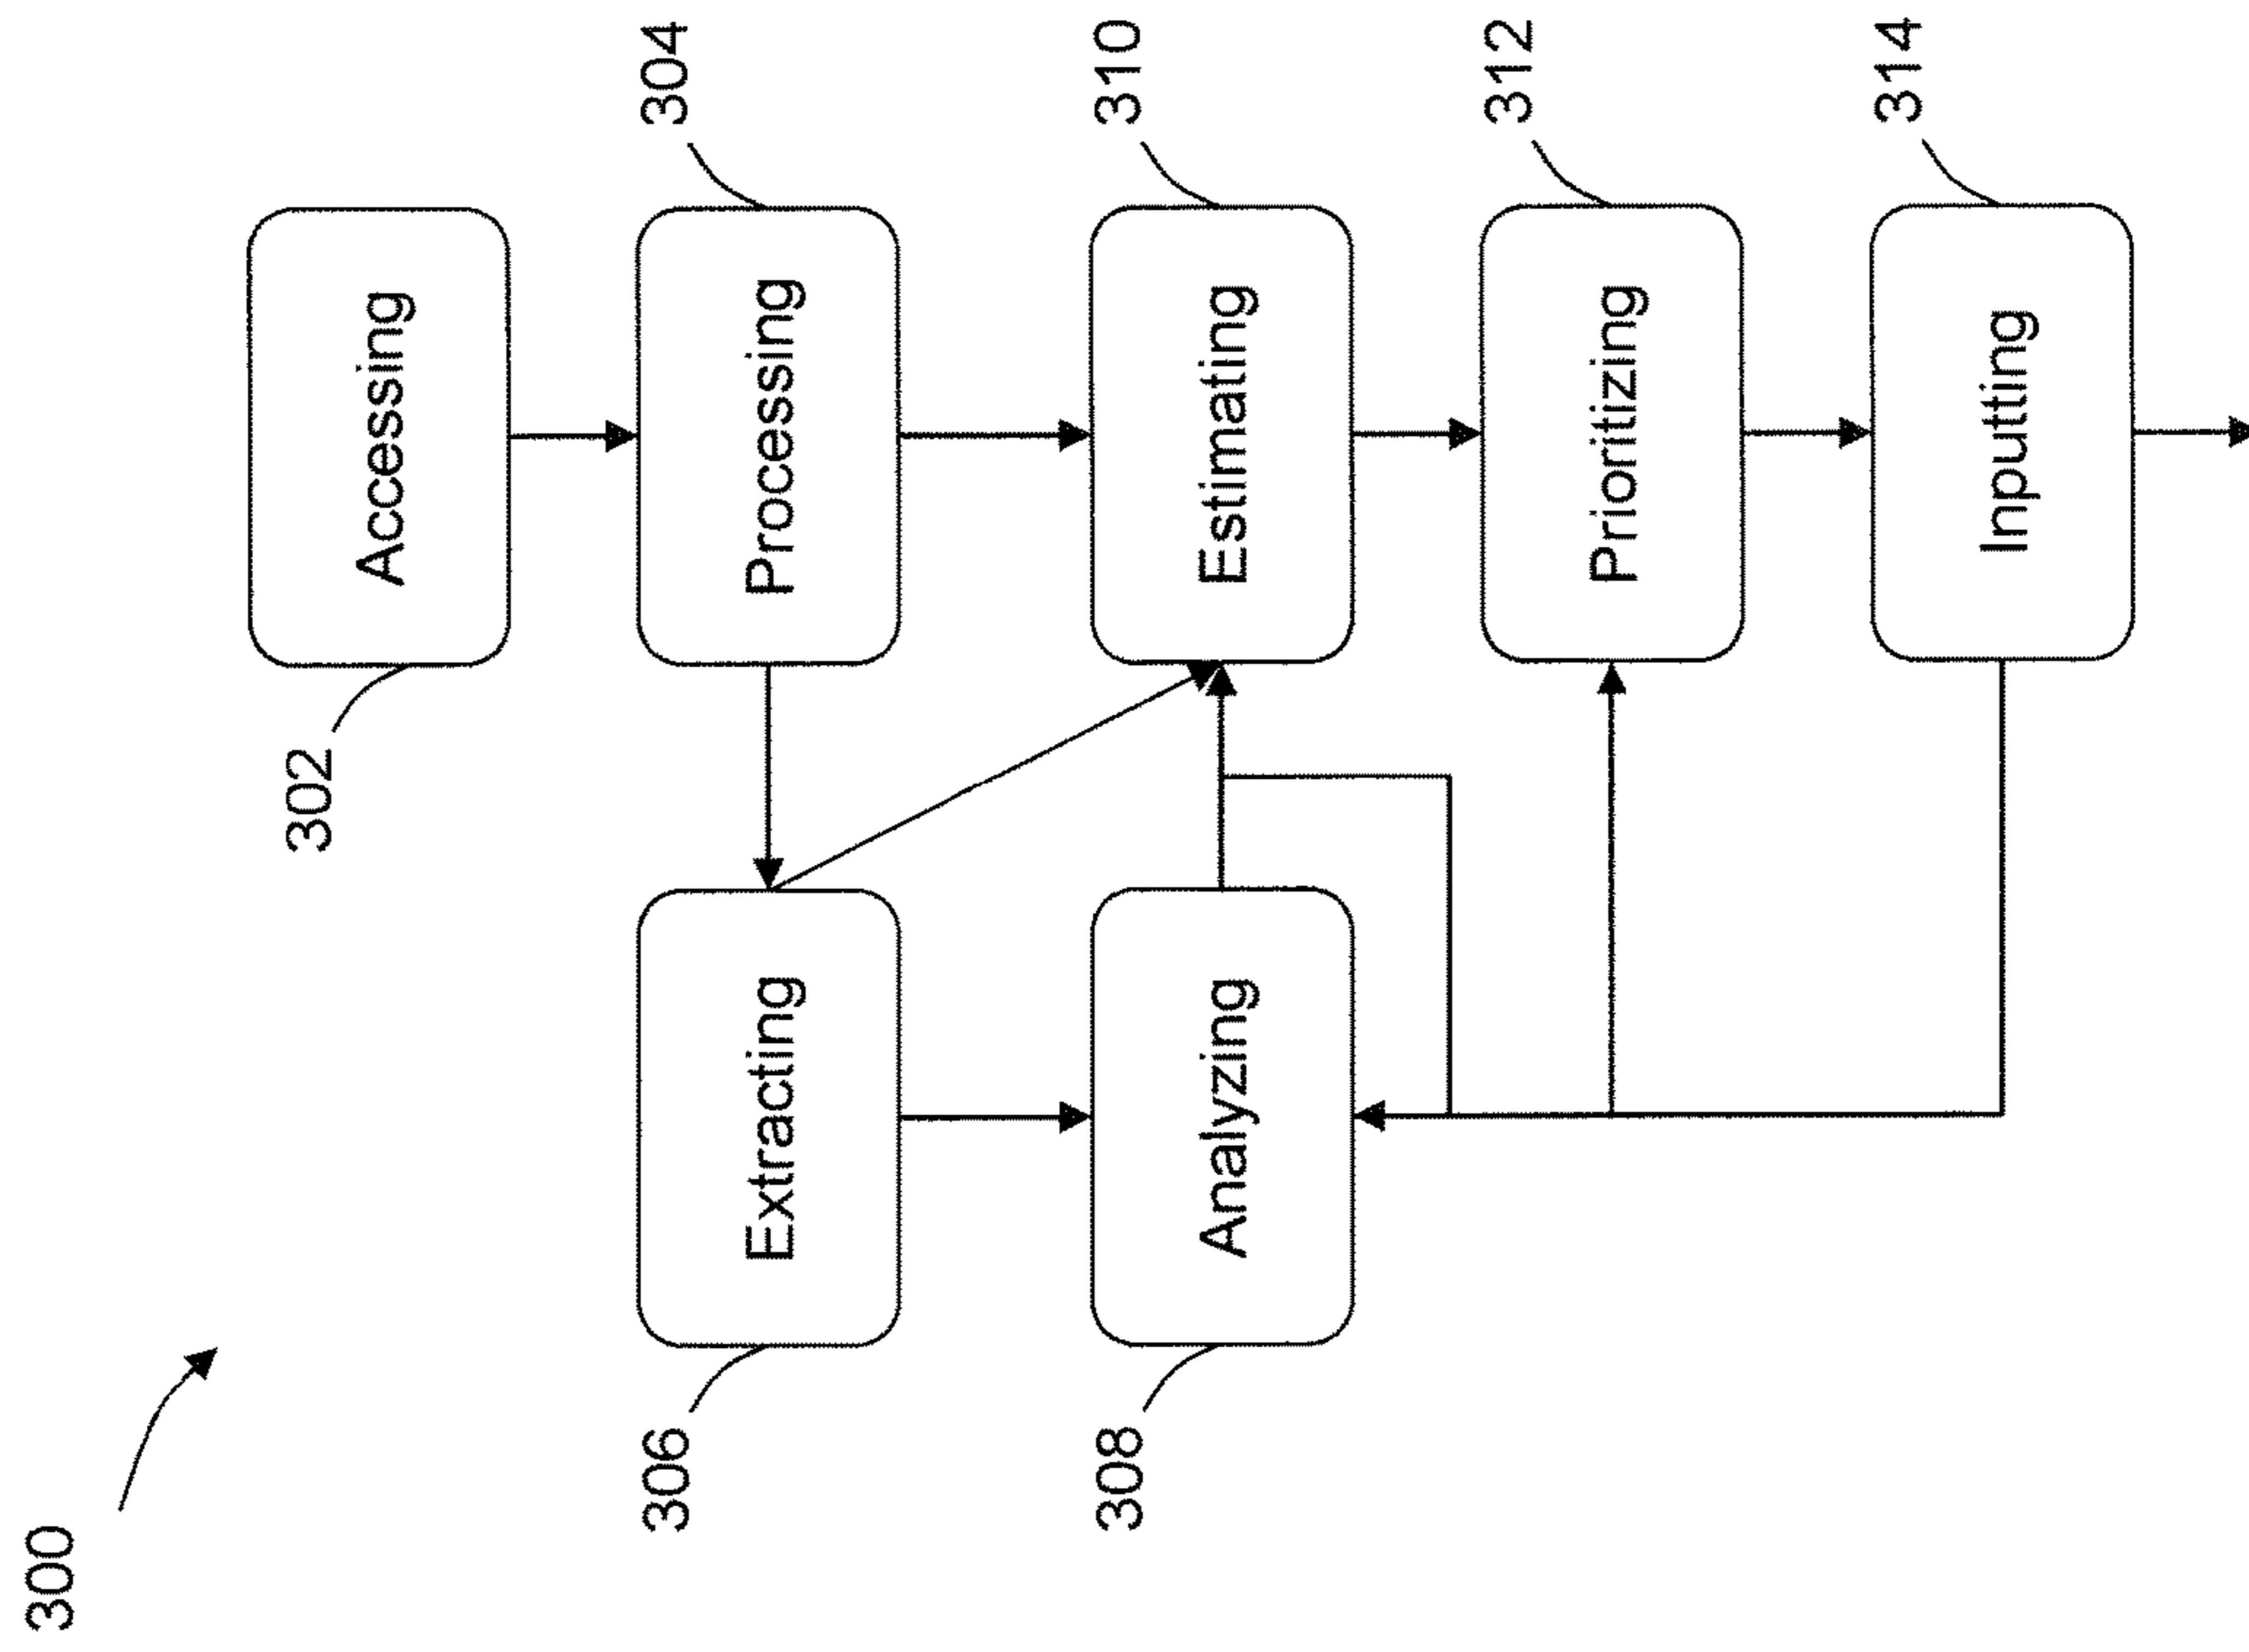 300
302
Accessing
304
Processing
306
Extracting
308
Analyzing
310
Estimating
312
Prioritizing
314
Inputting